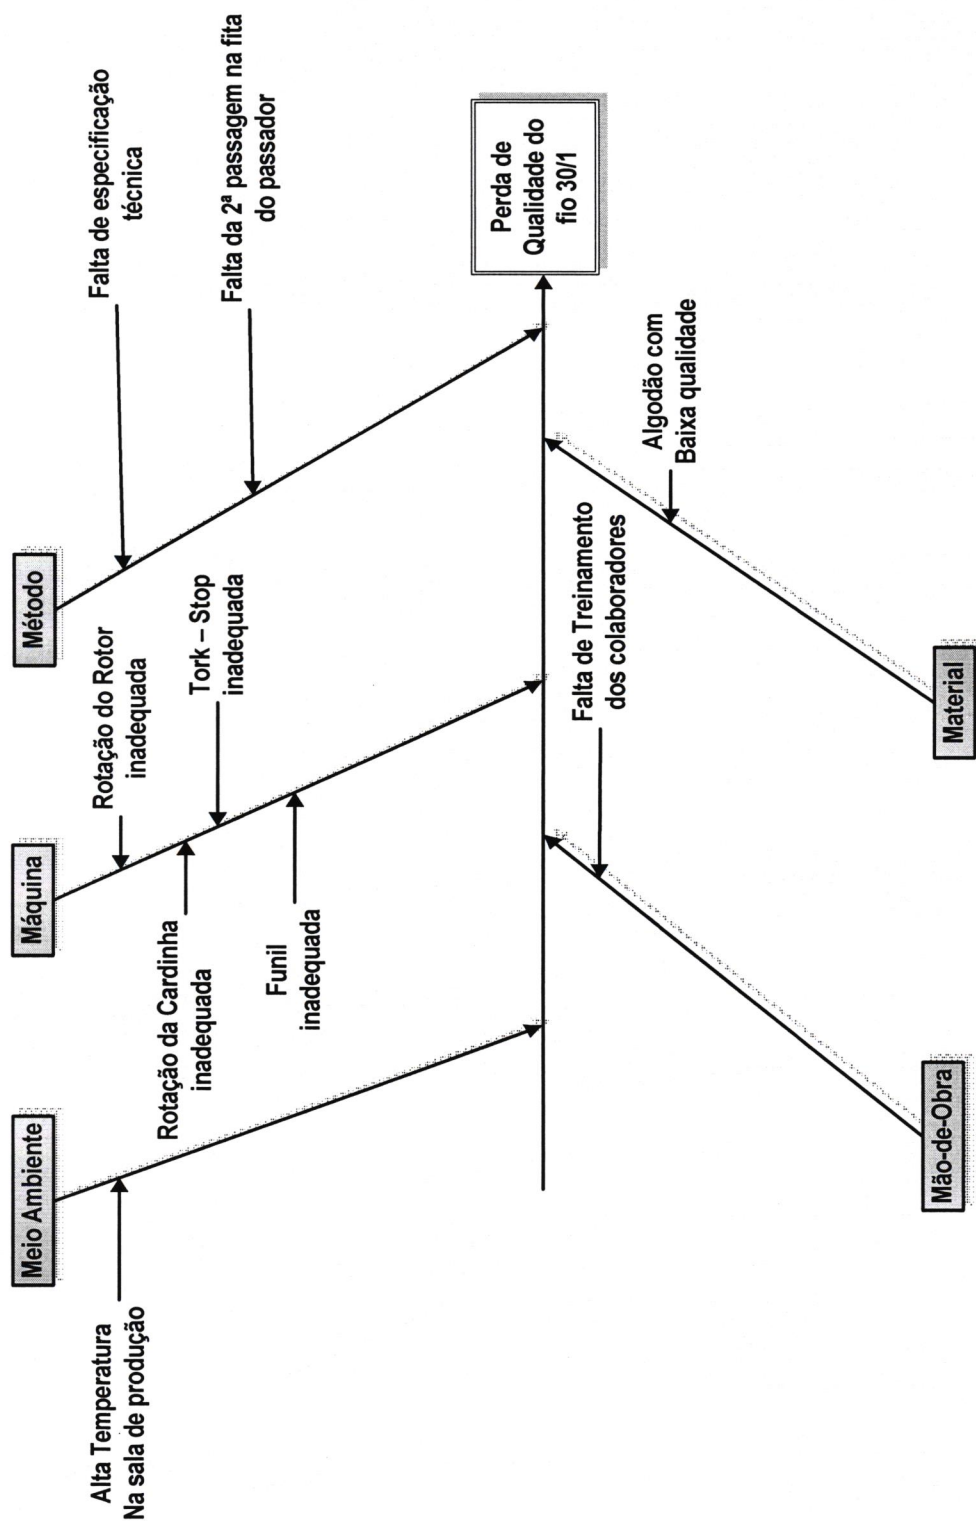 Meio Ambiente
Máquina
Método
Alta Temperatura
Na sala de produção
Rotação do Rotor
inadequada
Rotação da Cardinha
inadequada
Tork – Stop
inadequada
Funil
inadequada
Falta de especificação
técnica
Falta da 2ª passagem na fita
do passador
Perda de
Qualidade do
fio 30/1
Falta de Treinamento
dos colaboradores
Algodão com
Baixa qualidade
Mão-de-Obra
Material